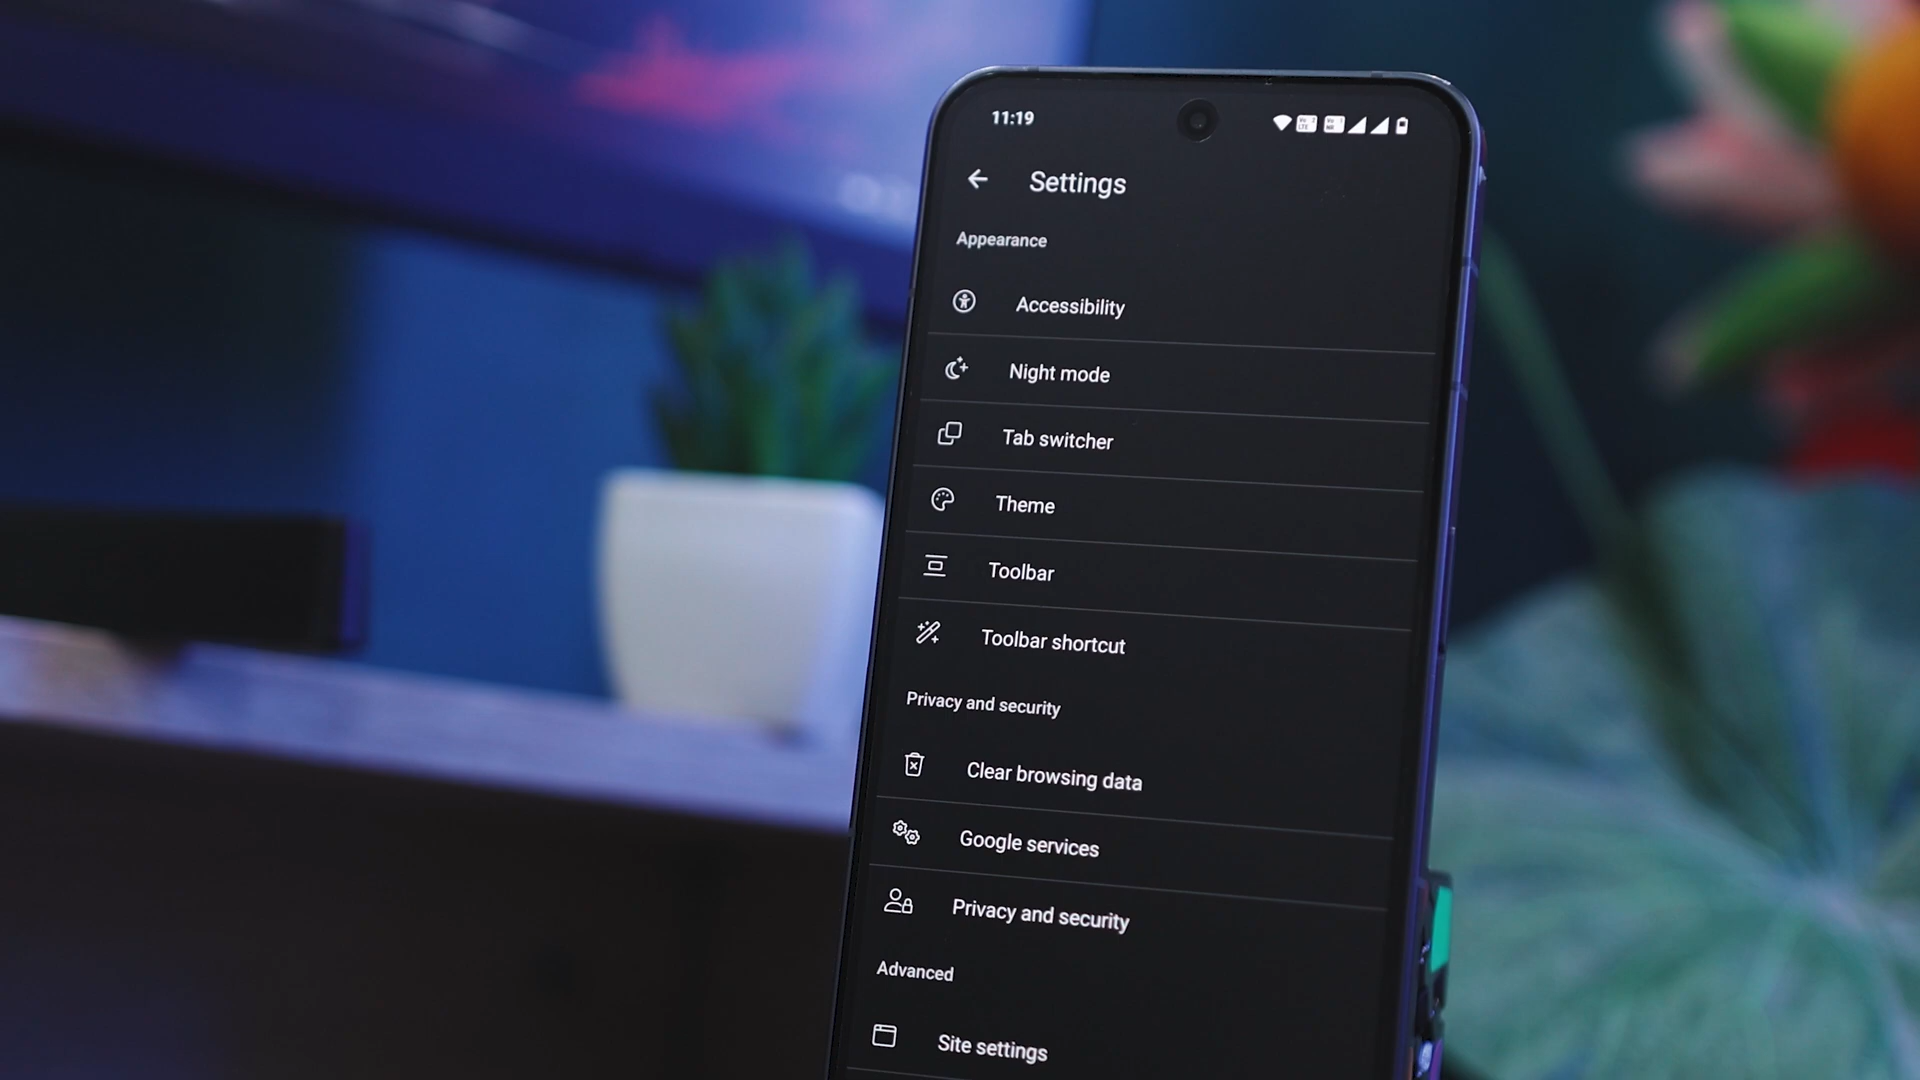 11:19
Settings
Appearance
Accessibility
Night mode
Tab switcher
Theme
Toolbar
Toolbar shortcut
Privacy and security
Clear browsing data
Google services
Privacy and security
Advanced
Site settings